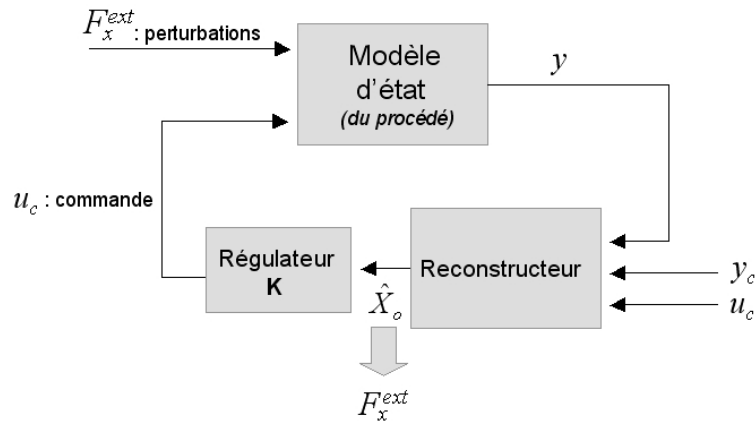 F_x^{ext} : perturbations
Modèle
d'état
(du procédé)
y
u_c : commande
Régulateur
K
Reconstructeur
X̂_o
y_c
u_c
F_x^{ext}